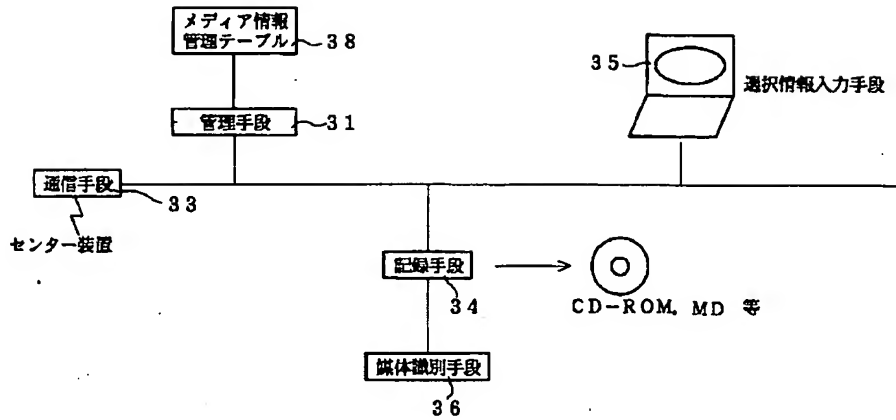 メディア情報
管理テーブル
38
35
選択情報入力手段
管理手段
31
通信手段
33
センター装置
記録手段
34
CD-ROM. MD 等
媒体識別手段
36